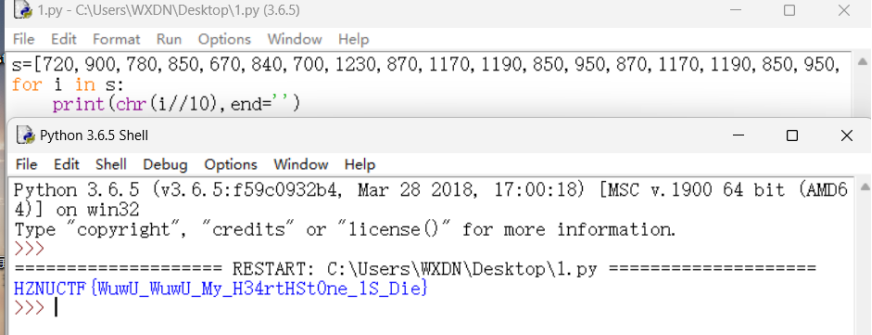 1.py - C:\Users\WXDN\Desktop\1.py (3.6.5)
File Edit Format Run Options Window Help
s=[720,900,780,850,670,840,700,1230,870,1170,1190,850,950,870,1170,1190,850,950,
for i in s:
    print(chr(i//10),end='')
Python 3.6.5 Shell
File Edit Shell Debug Options Window Help
Python 3.6.5 (v3.6.5:f59c0932b4, Mar 28 2018, 17:00:18) [MSC v.1900 64 bit (AMD6
4)] on win32
Type "copyright", "credits" or "license()" for more information.
>>>
==================== RESTART: C:\Users\WXDN\Desktop\1.py ====================
HZNUCTF{WuwU_WuwU_My_H34rtHSt0ne_1S_Die}
>>>